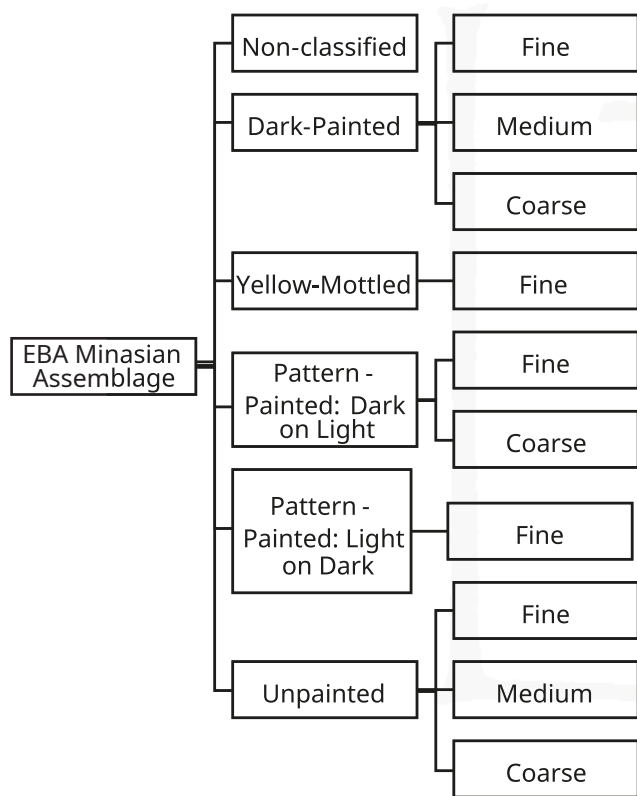 Non-classified
Fine
Dark-Painted
Medium
Coarse
Yellow-Mottled
Fine
EBA Minasian
Assemblage
Pattern -
Painted: Dark
on Light
Fine
Coarse
Pattern -
Painted: Light
on Dark
Fine
Unpainted
Fine
Medium
Coarse